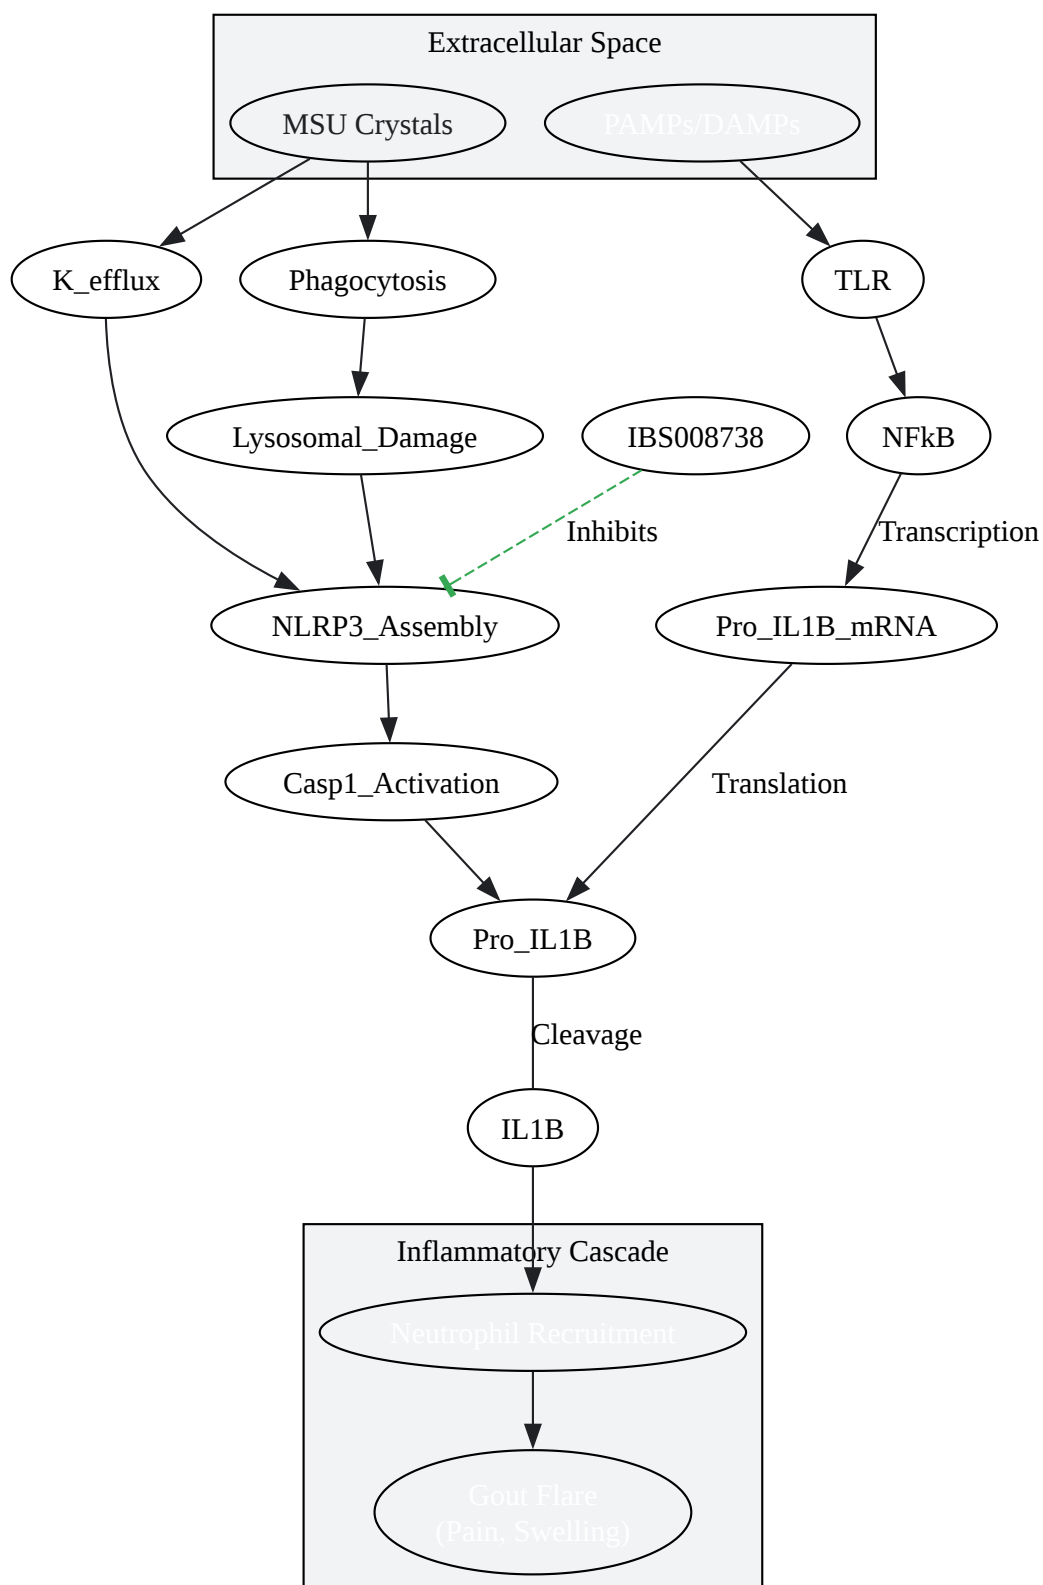 Extracellular Space
MSU Crystals
PAMPs/DAMPs
K_efflux
Phagocytosis
TLR
Lysosomal_Damage
IBS008738
NFkB
Inhibits
Transcription
NLRP3_Assembly
Pro_IL1B_mRNA
Casp1_Activation
Translation
Pro_IL1B
Cleavage
IL1B
Inflammatory Cascade
Neutrophil Recruitment
Gout Flare
(Pain, Swelling)